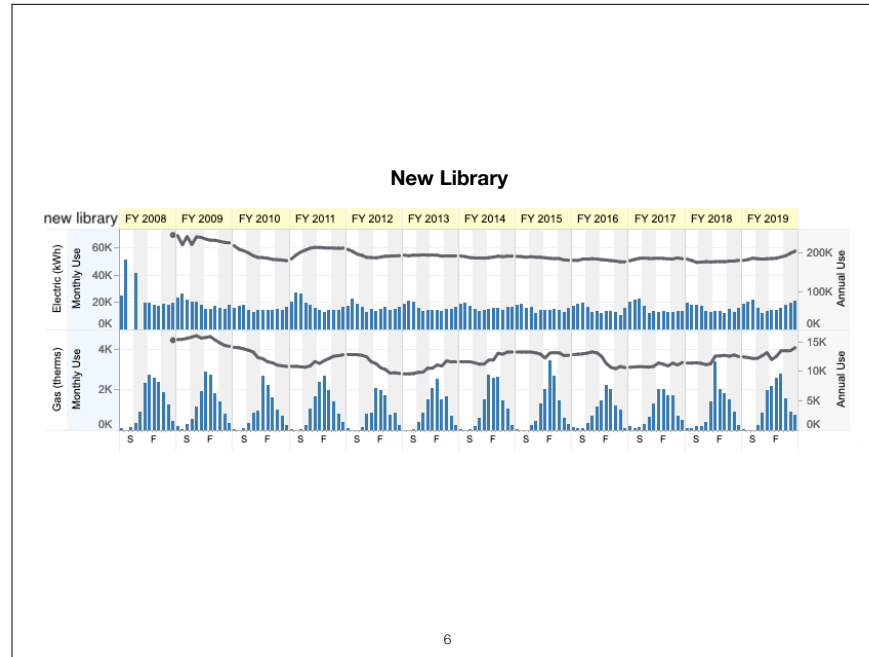 New Library
new library FY 2008 FY 2009 FY 2010 FY 2011 FY 2012 FY 2013 FY 2014 FY 2015 FY 2016 FY 2017 FY 2018 FY 2019
Electric (kWh)
Monthly Use
60K
40K
20K
0K
200K
100K
0K
Annual Use
Gas (therms)
Monthly Use
4K
2K
0K
15K
10K
5K
0K
Annual Use
S F S F S F S F S F S F S F S F S F S F S F S F
6